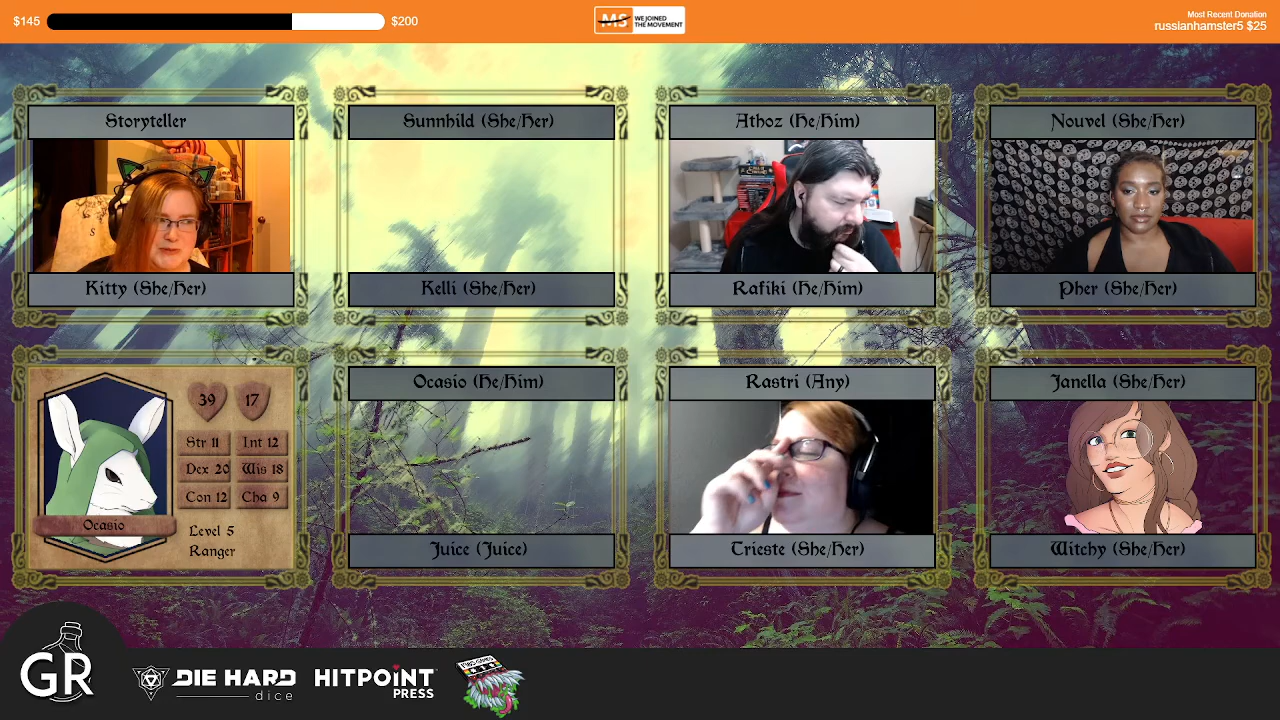 $145
$200
MS
WE JOINED
THE MOVEMENT
Most Recent Donation
russianhamster5 $25
Storyteller
Sunnhild (She/Her)
Athoz (He/Him)
Nouvel (She/Her)
Kitty (She/Her)
Kelli (She/Her)
Rafiki (He/Him)
Pher (She/Her)
39
17
Str 11
Int 12
Dex 20
Wis 18
Con 12
Cha 9
Ocasio
Level 5
Ranger
Ocasio (He/Him)
Rastri (Any)
Janella (She/Her)
Juice (Juice)
Trieste (She/Her)
Witchy (She/Her)
GR
DIE HARD
dice
HITPOINT
PRESS